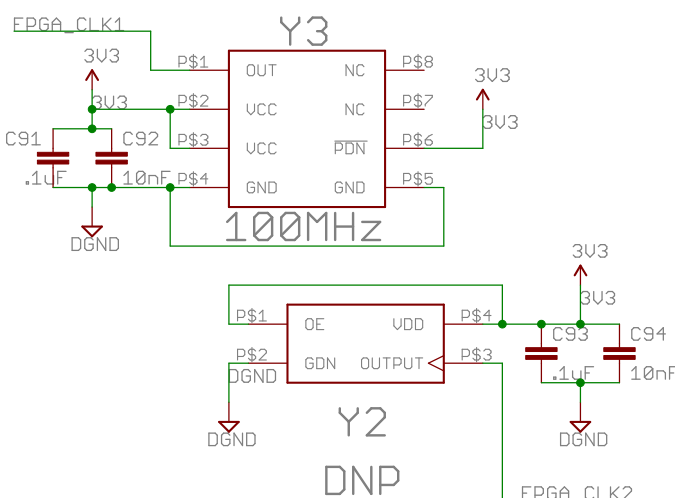 FPGA_CLK1
Y3
3V3
3V3
P$1
OUT
NC
P$8
3V3
3V3
P$2
VCC
NC
P$7
C91
C92
P$3
VCC
PDN
P$6
.1uF
10nF
P$4
GND
GND
P$5
DGND
100MHz
3V3
3V3
P$1
OE
VDD
P$4
C93
C94
P$2
DGND
GDN
OUTPUT
P$3
.1uF
10nF
DGND
Y2
DGND
DNP
FPGA_CLK2